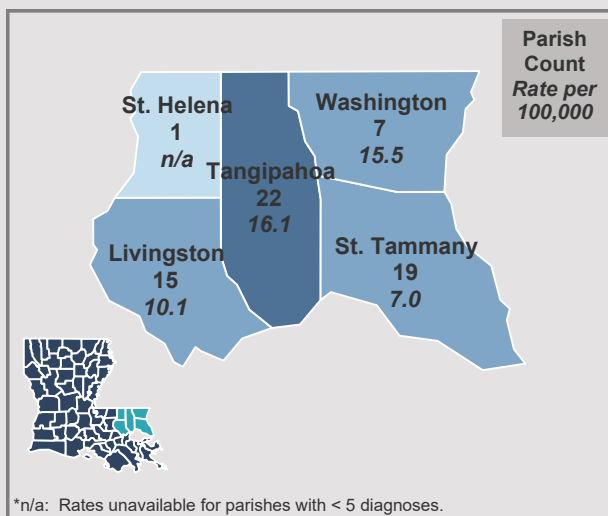 Parish
Count
Rate per
100,000
St. Helena
1
n/a
Washington
7
15.5
Tangipahoa
22
16.1
Livingston
15
10.1
St. Tammany
19
7.0
*n/a: Rates unavailable for parishes with < 5 diagnoses.